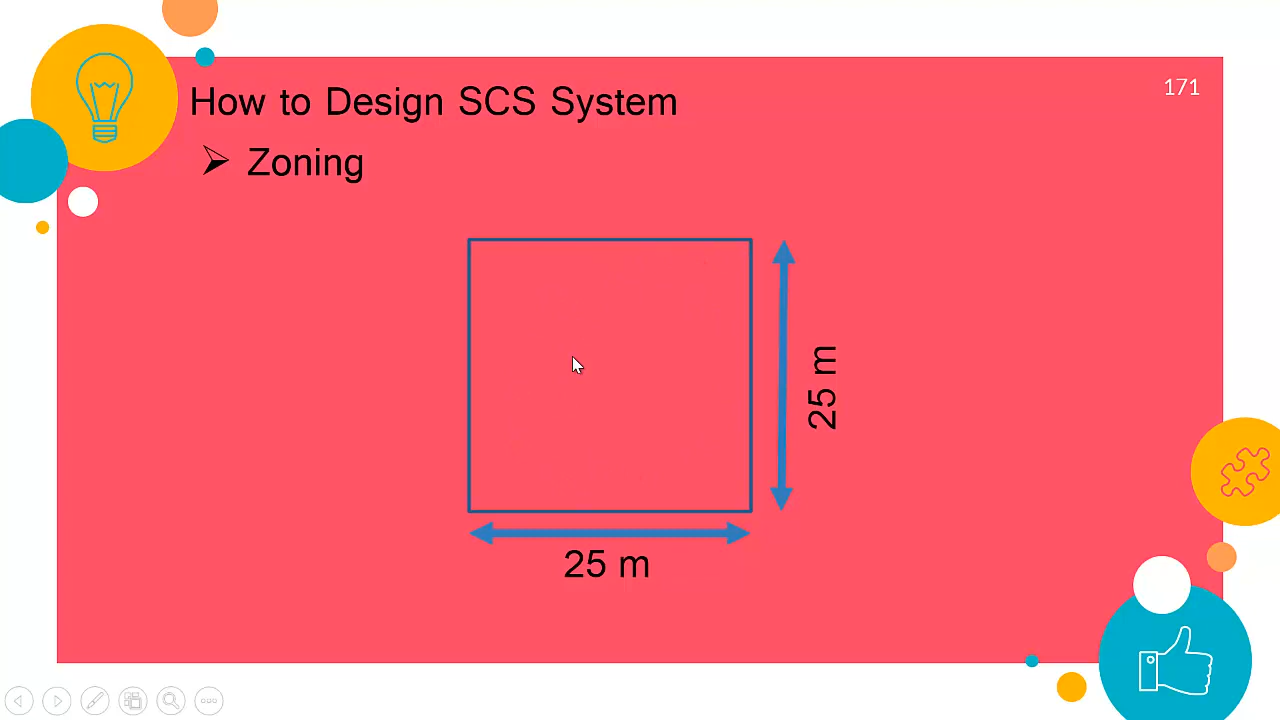 171
How to Design SCS System
➢ Zoning
25 m
25 m